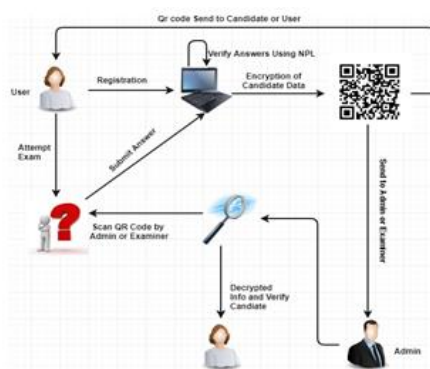 Qr code Send to Candidate or User
Verify Answers Using NPL
Registration
Encryption of
Candidate Data
User
Attempt
Exam
Submit Answer
Send to Admin or Examiner
Scan QR Code by
Admin or Examiner
Decrypted
Info and Verify
Candiate
Admin